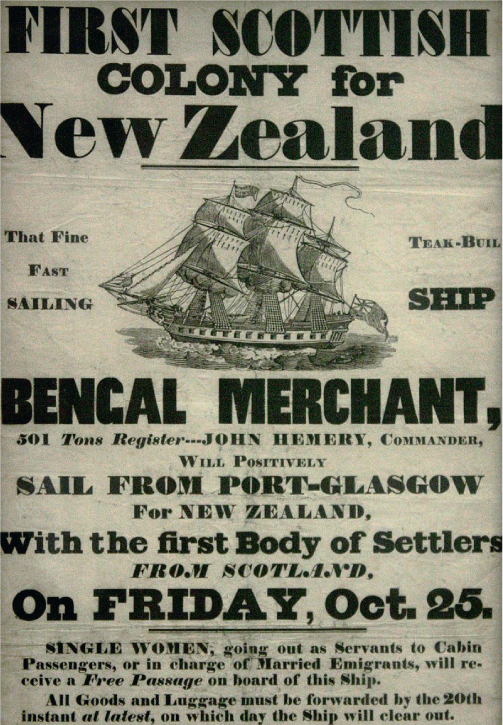 FIRST SCOTTISH
COLONY for
New Zealand
That Fine
FAST
SAILING
TEAK-BUIL
SHIP
BENGAL MERCHANT,
501 Tons Register---JOHN HEMERY, COMMANDER,
WILL POSITIVELY
SAIL FROM PORT-GLASGOW
For NEW ZEALAND,
With the first Body of Settlers
FROM SCOTLAND,
On FRIDAY, Oct. 25.
SINGLE WOMEN, going out as Servants to Cabin
Passengers, or in charge of Married Emigrants, will re-
ceive a Free Passage on board of this Ship.
All Goods and Luggage must be forwarded by the 20th
instant at latest, on which day the Ship will clear out.